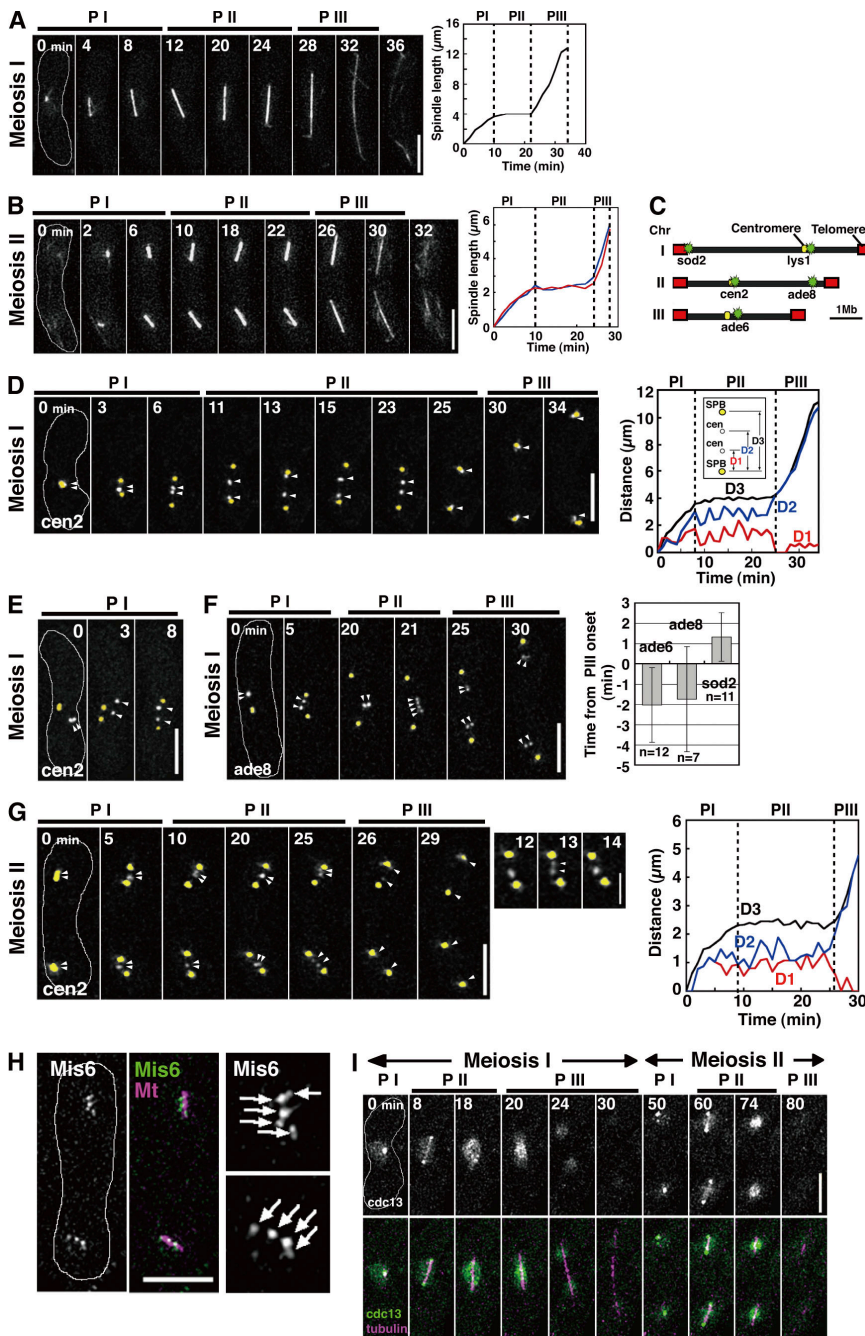 A
P I P II P III
Meiosis I
0 min 4 8 12 20 24 28 32 36
P I P II P III
Spindle length (µm)
16
12
8
4
0
0 10 20 30 40
Time (min)
B
P I P II P III
Meiosis II
0 min 2 6 10 18 22 26 30 32
PI PII PIII
Spindle length (µm)
6
4
2
0
0 5 10 15 20 25 30
Time (min)
C
Chr Centromere Telomere
I
sod2 lys1
II
cen2 ade8
III
ade6
1Mb
D
P I P II P III
Meiosis I
0 min 3 6 11 13 15 23 25 30 34
cen2
PI PII PIII
Distance (µm)
12
10
8
6
4
2
0
SPB
cen
cen
SPB
D1 D2 D3
D3
D2
D1
0 10 20 30
Time (min)
E
P I
Meiosis I
0 3 8
cen2
F
P I P II P III
Meiosis I
0 min 5 20 21 25 30
ade8
Time from PIII onset
(min)
3
2
1
0
-1
-2
-3
-4
-5
ade8
ade6
sod2
n=11
n=12 n=7
G
P I P II P III
Meiosis II
0 min 5 10 20 25 26 29
12 13 14
cen2
PI PII PIII
Distance (µm)
6
5
4
3
2
1
0
D3
D2
D1
0 10 20 30
Time (min)
H
Mis6
Mis6
Mt
Mis6
I
Meiosis I Meiosis II
P I P II P III P I P II P III
0 min 8 18 20 24 30 50 60 74 80
cdc13
cdc13
tubulin